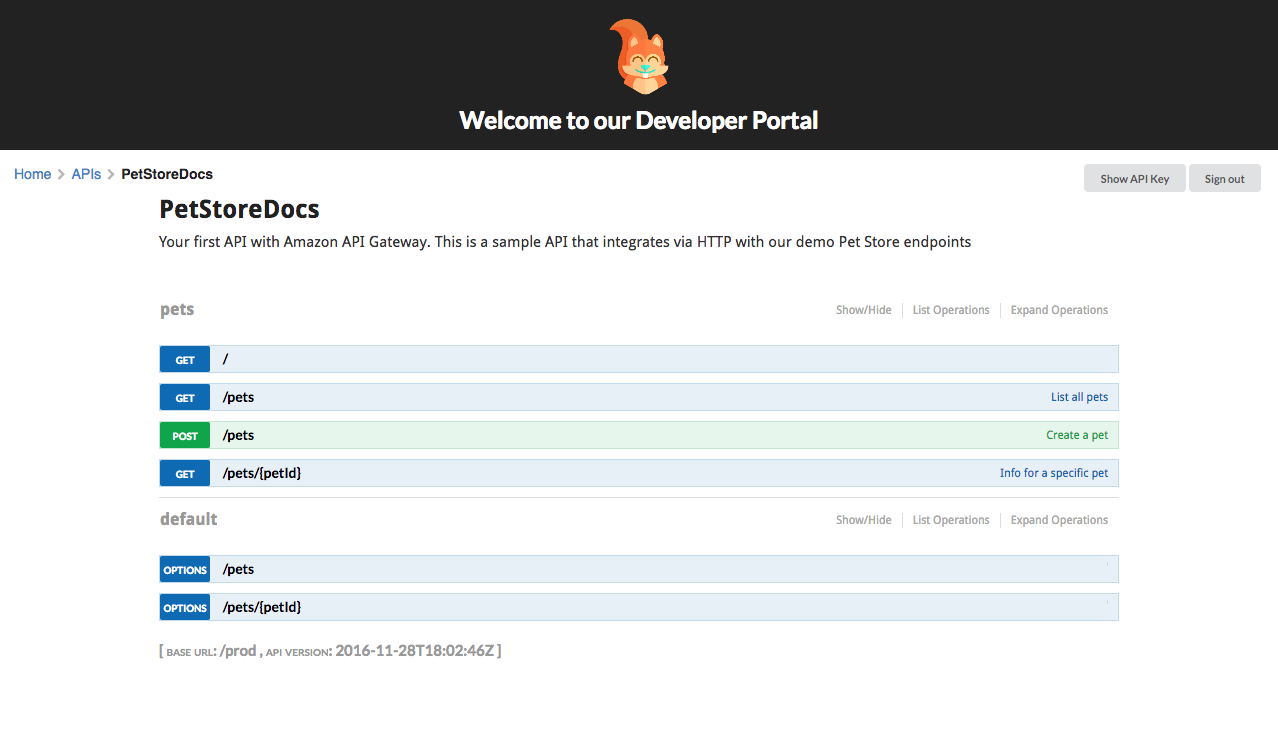 Welcome to our Developer Portal
Home > APIs > PetStoreDocs
Show API Key Sign out
PetStoreDocs
Your first API with Amazon API Gateway. This is a sample API that integrates via HTTP with our demo Pet Store endpoints
pets Show/Hide List Operations Expand Operations
GET /
GET /pets List all pets
POST /pets Create a pet
GET /pets/{petId} Info for a specific pet
default Show/Hide List Operations Expand Operations
OPTIONS /pets
OPTIONS /pets/{petId}
[ BASE URL: /prod , API VERSION: 2016-11-28T18:02:46Z ]